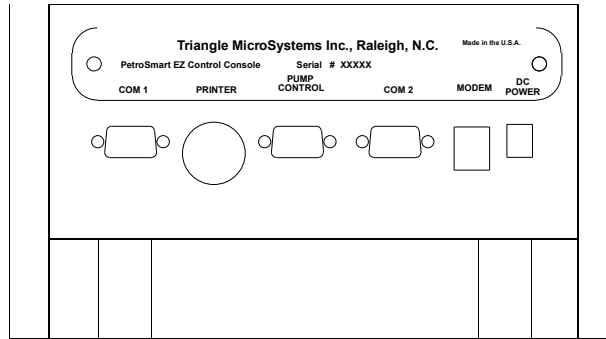 Triangle MicroSystems Inc., Raleigh, N.C. Made in the U.S.A.
PetroSmart EZ Control Console Serial # XXXXX
COM 1 PRINTER PUMP CONTROL COM 2 MODEM DC POWER